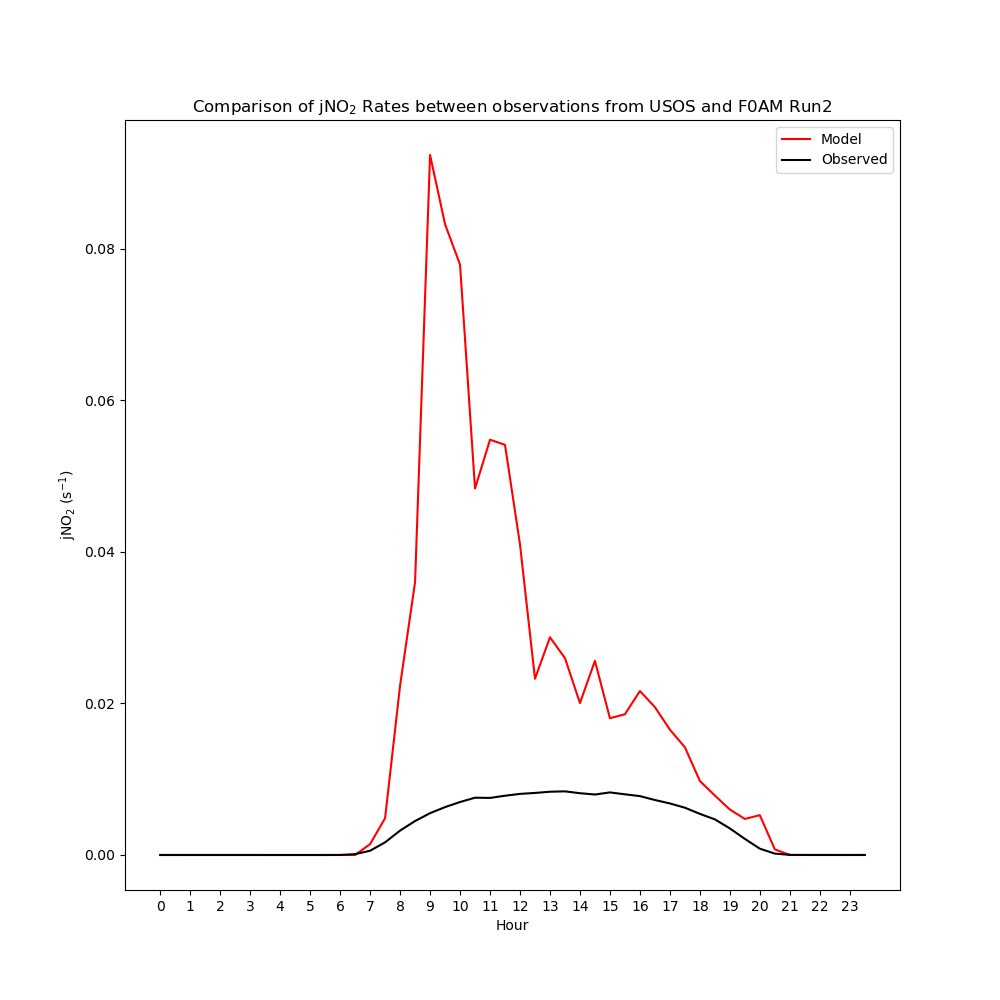 Comparison of jNO₂ Rates between observations from USOS and F0AM Run2
Model
Observed
0.08
0.06
0.04
0.02
0.00
jNO₂ (s⁻¹)
0 1 2 3 4 5 6 7 8 9 10 11 12 13 14 15 16 17 18 19 20 21 22 23
Hour